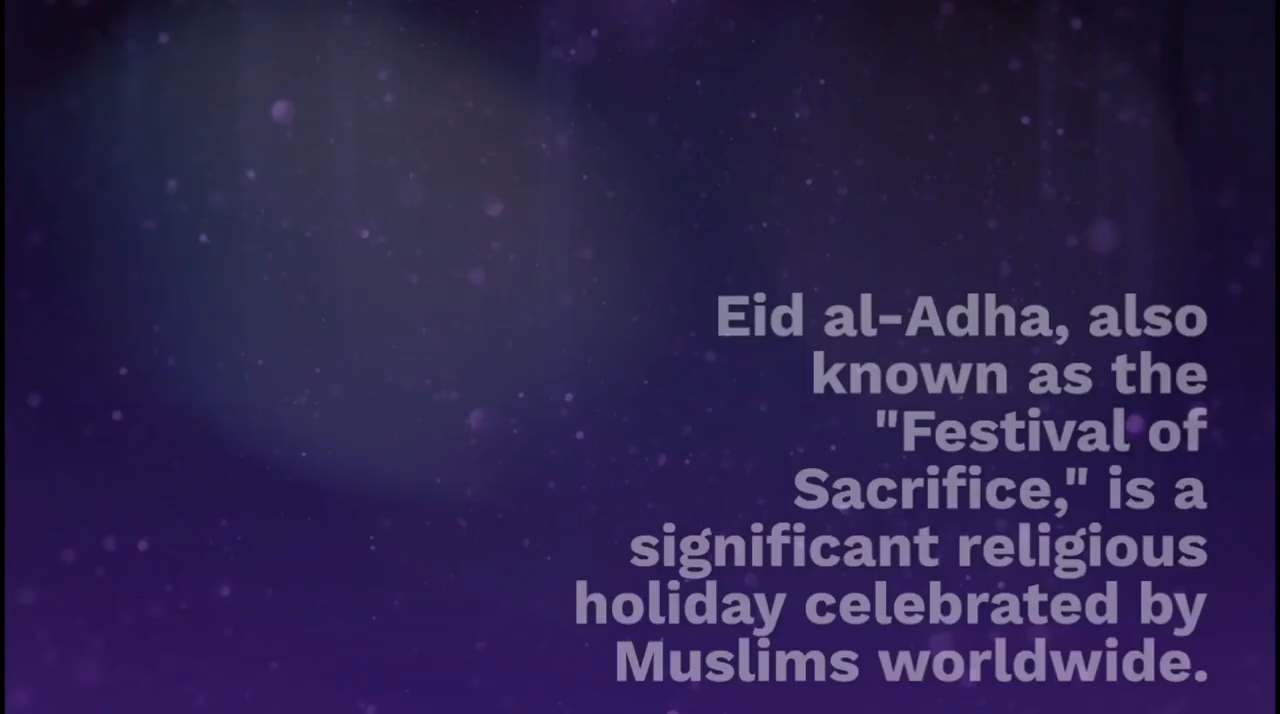 Eid al-Adha, also
known as the
"Festival of
Sacrifice," is a
significant religious
holiday celebrated by
Muslims worldwide.